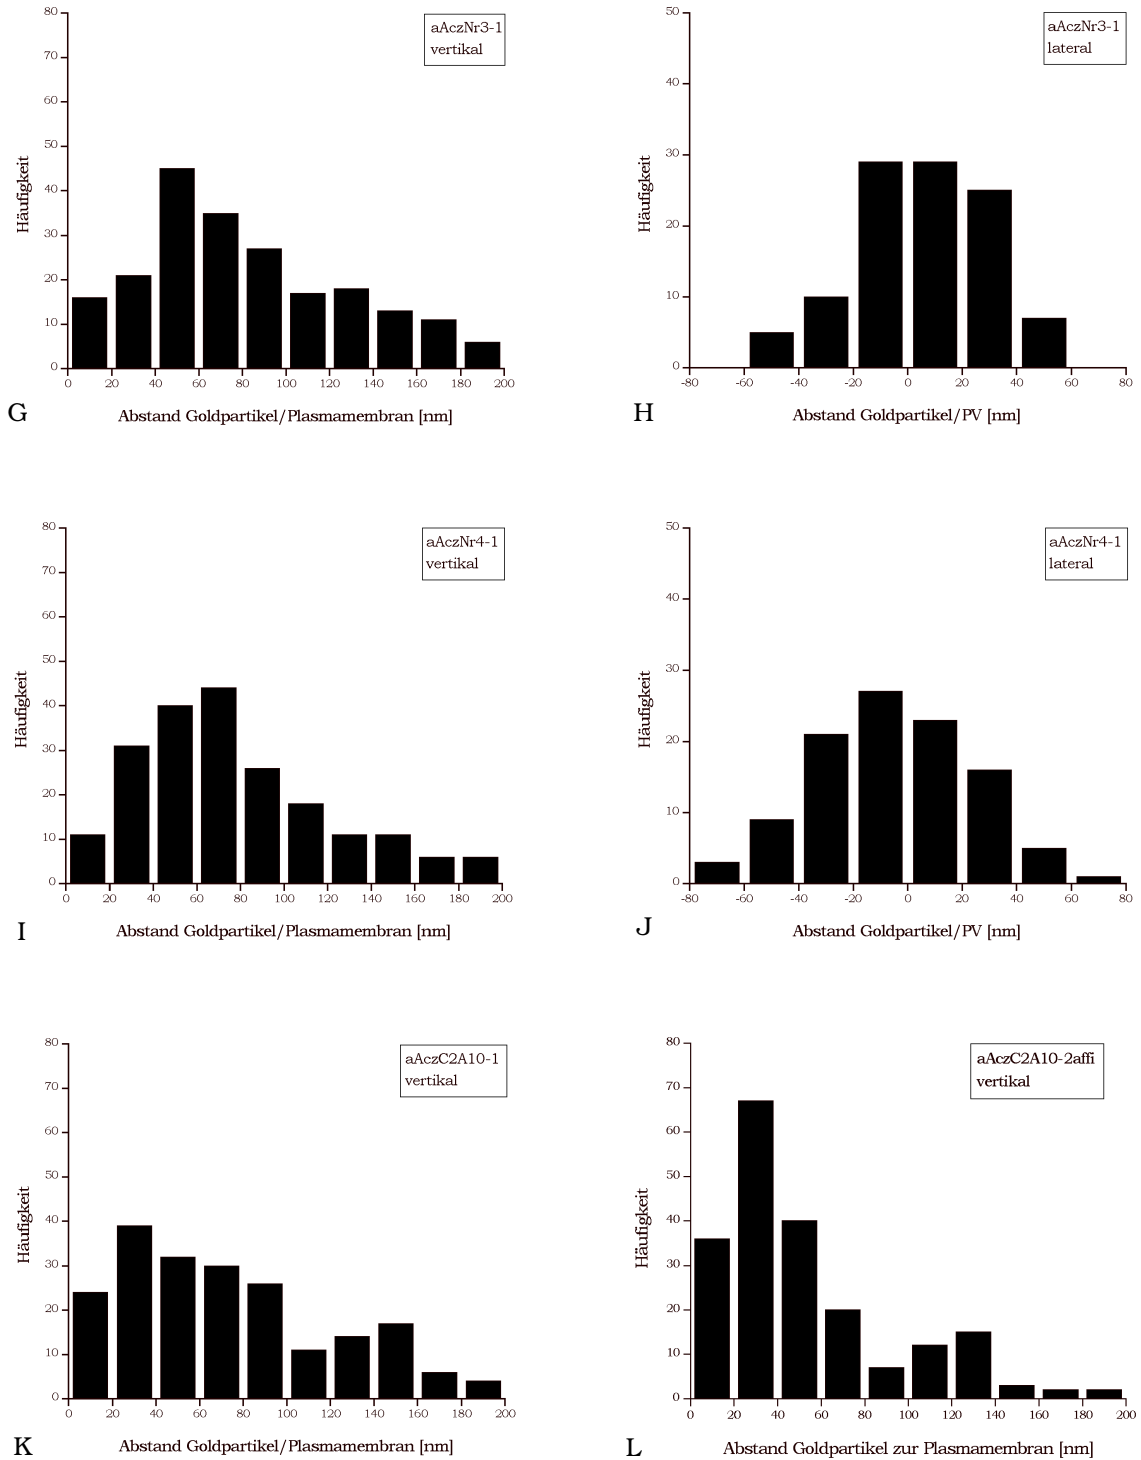 80
70
60
50
40
30
20
10
0
Häufigkeit
aAczNr3-1
vertikal
0 20 40 60 80 100 120 140 160 180 200
Abstand Goldpartikel/Plasmamembran [nm]
G
50
40
30
20
10
0
Häufigkeit
aAczNr3-1
lateral
-80 -60 -40 -20 0 20 40 60 80
Abstand Goldpartikel/PV [nm]
H
80
70
60
50
40
30
20
10
0
Häufigkeit
aAczNr4-1
vertikal
0 20 40 60 80 100 120 140 160 180 200
Abstand Goldpartikel/Plasmamembran [nm]
I
50
40
30
20
10
0
Häufigkeit
aAczNr4-1
lateral
-80 -60 -40 -20 0 20 40 60 80
Abstand Goldpartikel/PV [nm]
J
80
70
60
50
40
30
20
10
0
Häufigkeit
aAczC2A10-1
vertikal
0 20 40 60 80 100 120 140 160 180 200
Abstand Goldpartikel/Plasmamembran [nm]
K
80
70
60
50
40
30
20
10
0
Häufigkeit
aAczC2A10-2affi
vertikal
0 20 40 60 80 100 120 140 160 180 200
Abstand Goldpartikel zur Plasmamembran [nm]
L